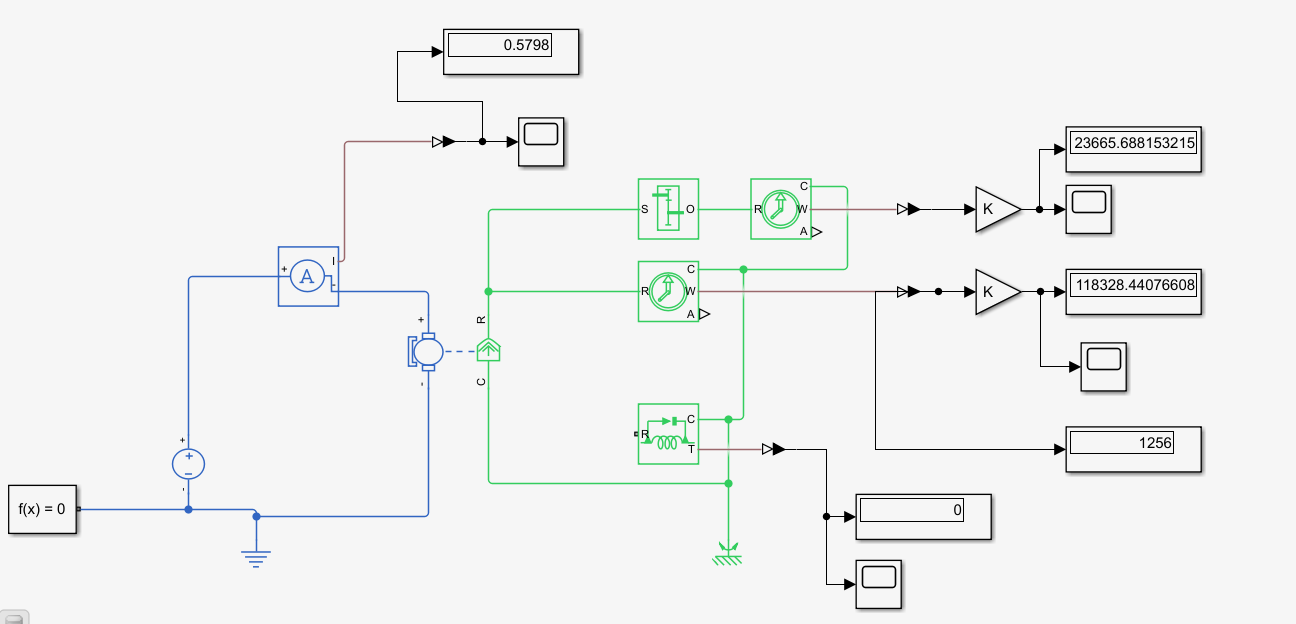 0.5798
I
A
+
-
+
-
+
-
+
-
f(x) = 0
R
C
S
O
R
C
W
A
K
23665.688153215
R
C
W
A
K
118328.44076608
R
C
T
1256
0